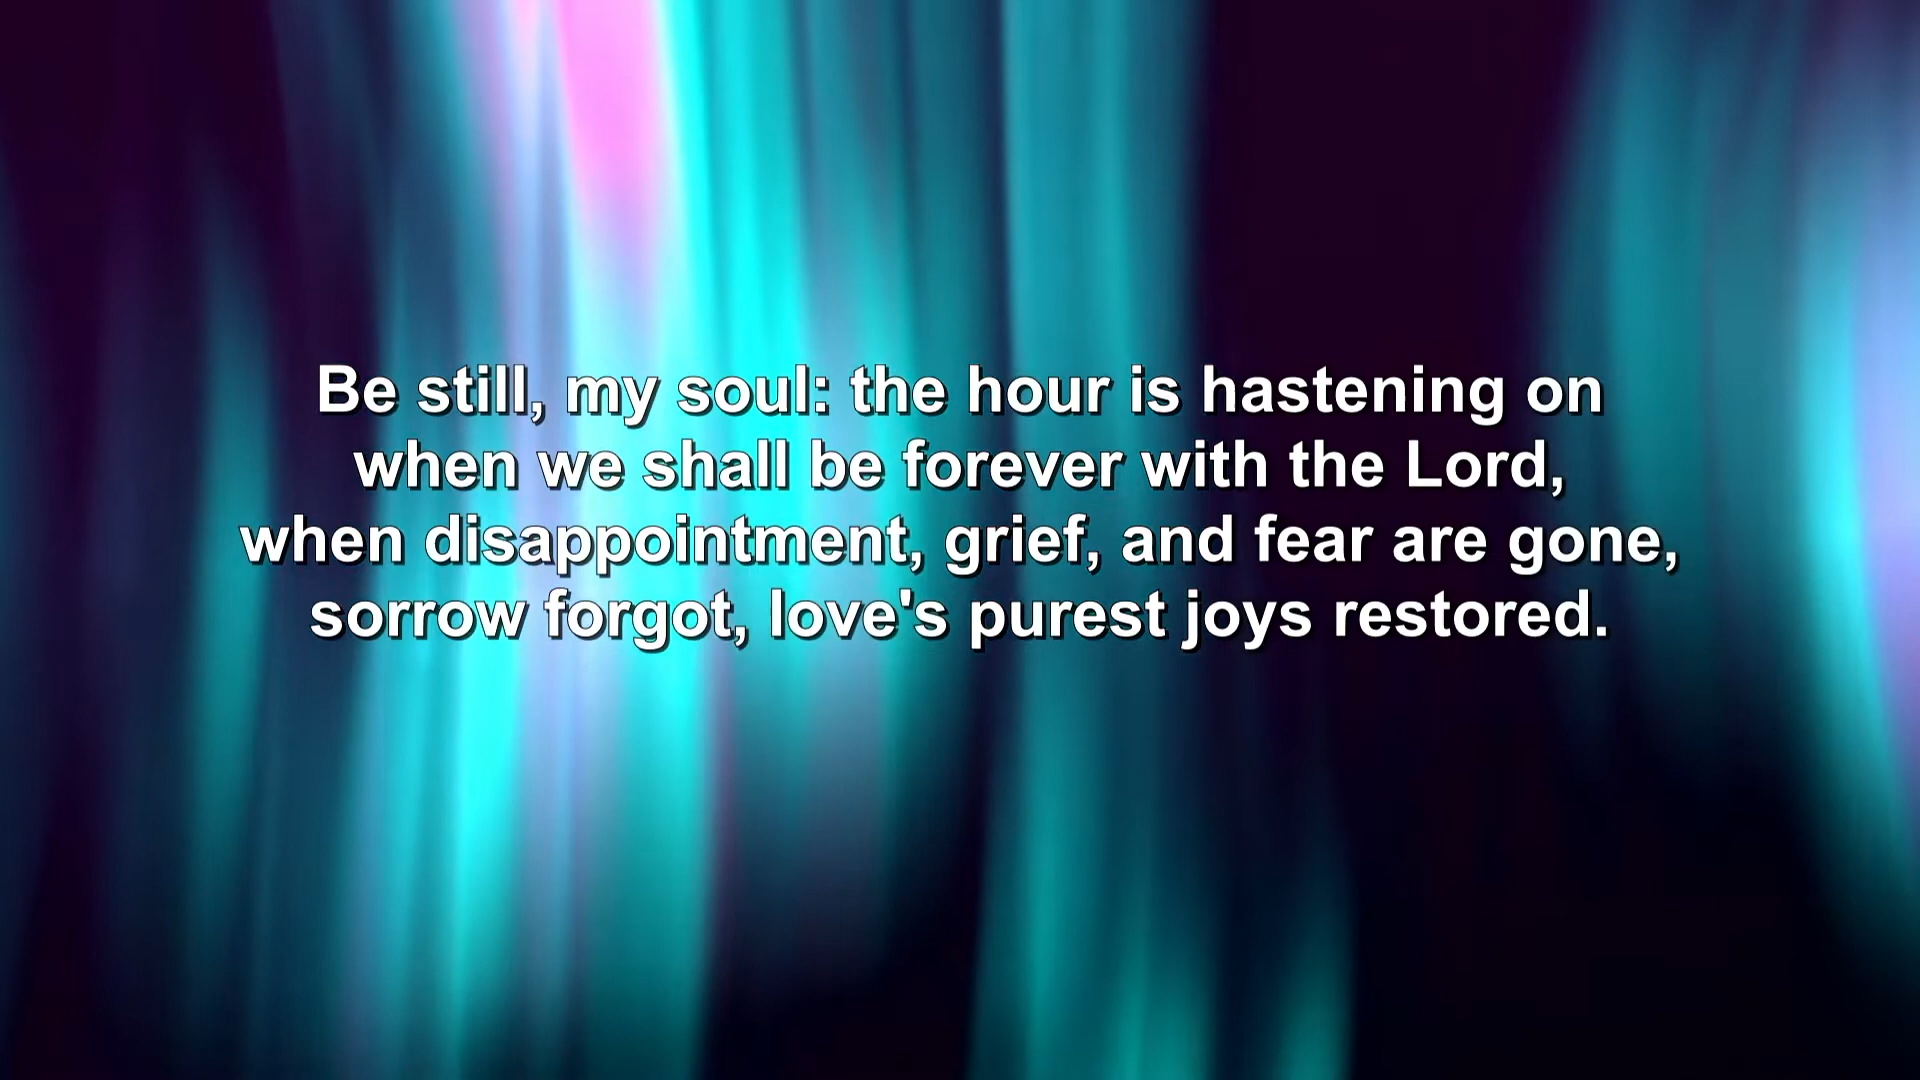 Be still, my soul: the hour is hastening on
when we shall be forever with the Lord,
when disappointment, grief, and fear are gone,
sorrow forgot, love's purest joys restored.